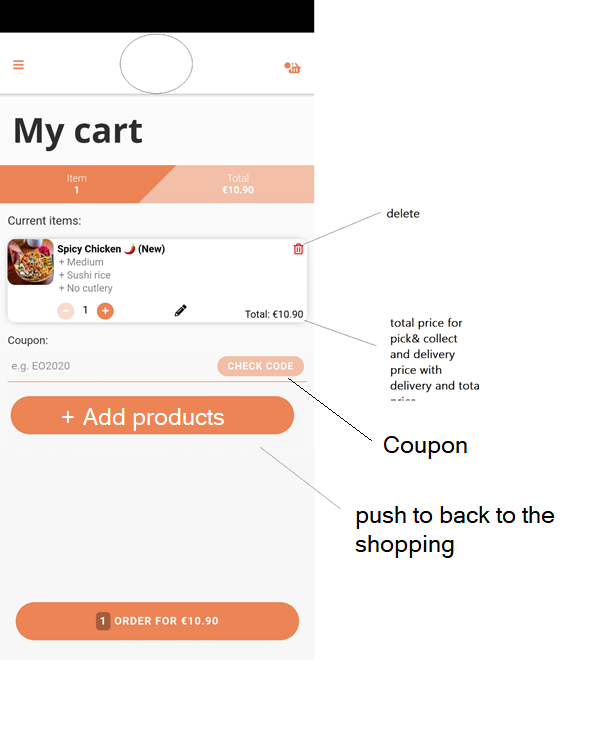 My cart
Item
1
Total
€10.90
Current items:
delete
Spicy Chicken 🌶️ (New)
+ Medium
+ Sushi rice
+ No cutlery
− 1 +
Total: €10.90
total price for
pick& collect
and delivery
price with
delivery and tota
Coupon:
e.g. EO2020
CHECK CODE
+ Add products
Coupon
push to back to the
shopping
1 ORDER FOR €10.90